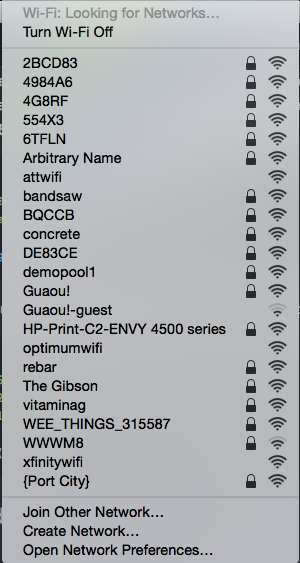 Wi-Fi: Looking for Networks…
Turn Wi-Fi Off
2BCD83
4984A6
4G8RF
554X3
6TFLN
Arbitrary Name
attwifi
bandsaw
BQCCB
concrete
DE83CE
demopool1
Guaou!
Guaou!-guest
HP-Print-C2-ENVY 4500 series
optimumwifi
rebar
The Gibson
vitaminag
WEE_THINGS_315587
WWWM8
xfinitywifi
{Port City}
Join Other Network…
Create Network…
Open Network Preferences…